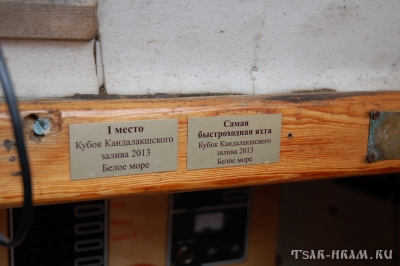 I место
Кубок Кандалакшского
залива 2013
Белое море
Самая
быстроходная яхта
Кубок Кандалакшского
залива 2013
Белое море
TSAR-HRAM.RU